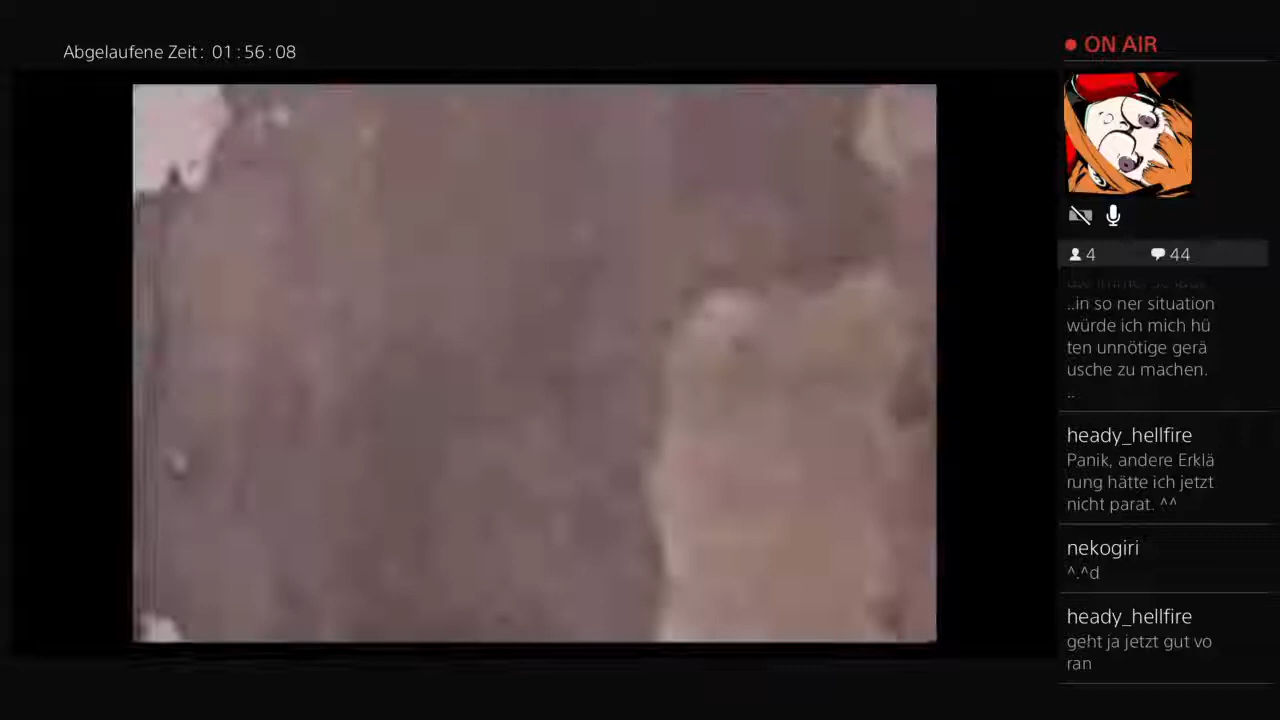 Abgelaufene Zeit: 01:56:08
ON AIR
4 44
..in so ner situation
würde ich mich hü
ten unnötige gerä
usche zu machen.
..
heady_hellfire
Panik, andere Erklä
rung hätte ich jetzt
nicht parat. ^^
nekogiri
^.^d
heady_hellfire
geht ja jetzt gut vo
ran